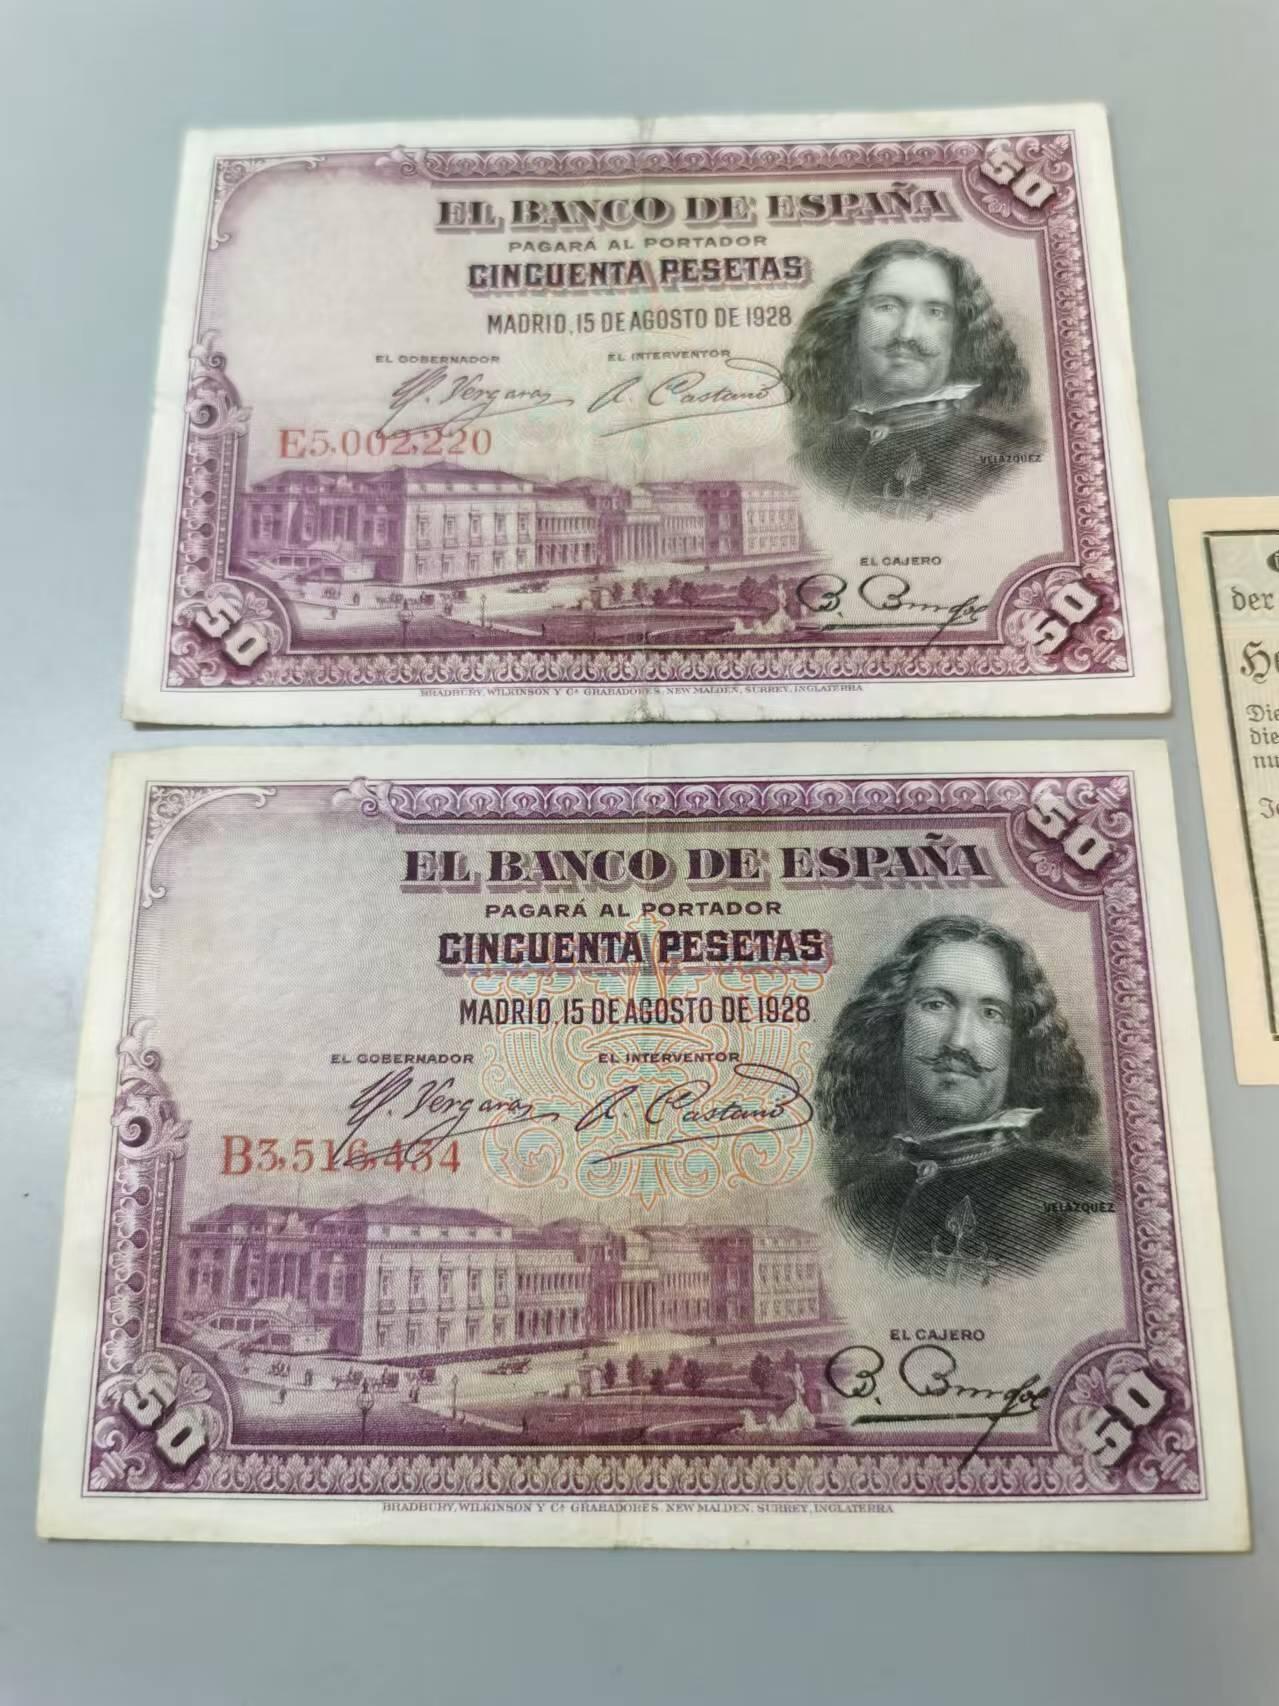 50
EL BANCO DE ESPAÑA
PAGARÁ AL PORTADOR
CINCUENTA PESETAS
MADRID, 15 DE AGOSTO DE 1928
EL GOBERNADOR EL INTERVENTOR
E5,002,220
VELAZQUEZ
EL CAJERO
50
50
BRADBURY, WILKINSON Y Cª GRABADORES. NEW MALDEN, SURREY, INGLATERRA
50
EL BANCO DE ESPAÑA
PAGARÁ AL PORTADOR
CINCUENTA PESETAS
MADRID, 15 DE AGOSTO DE 1928.
EL GOBERNADOR EL INTERVENTOR
B3,516,434
VELAZQUEZ
EL CAJERO
50
50
BRADBURY, WILKINSON Y Cª GRABADORES. NEW MALDEN, SURREY, INGLATERRA
der
Die
die